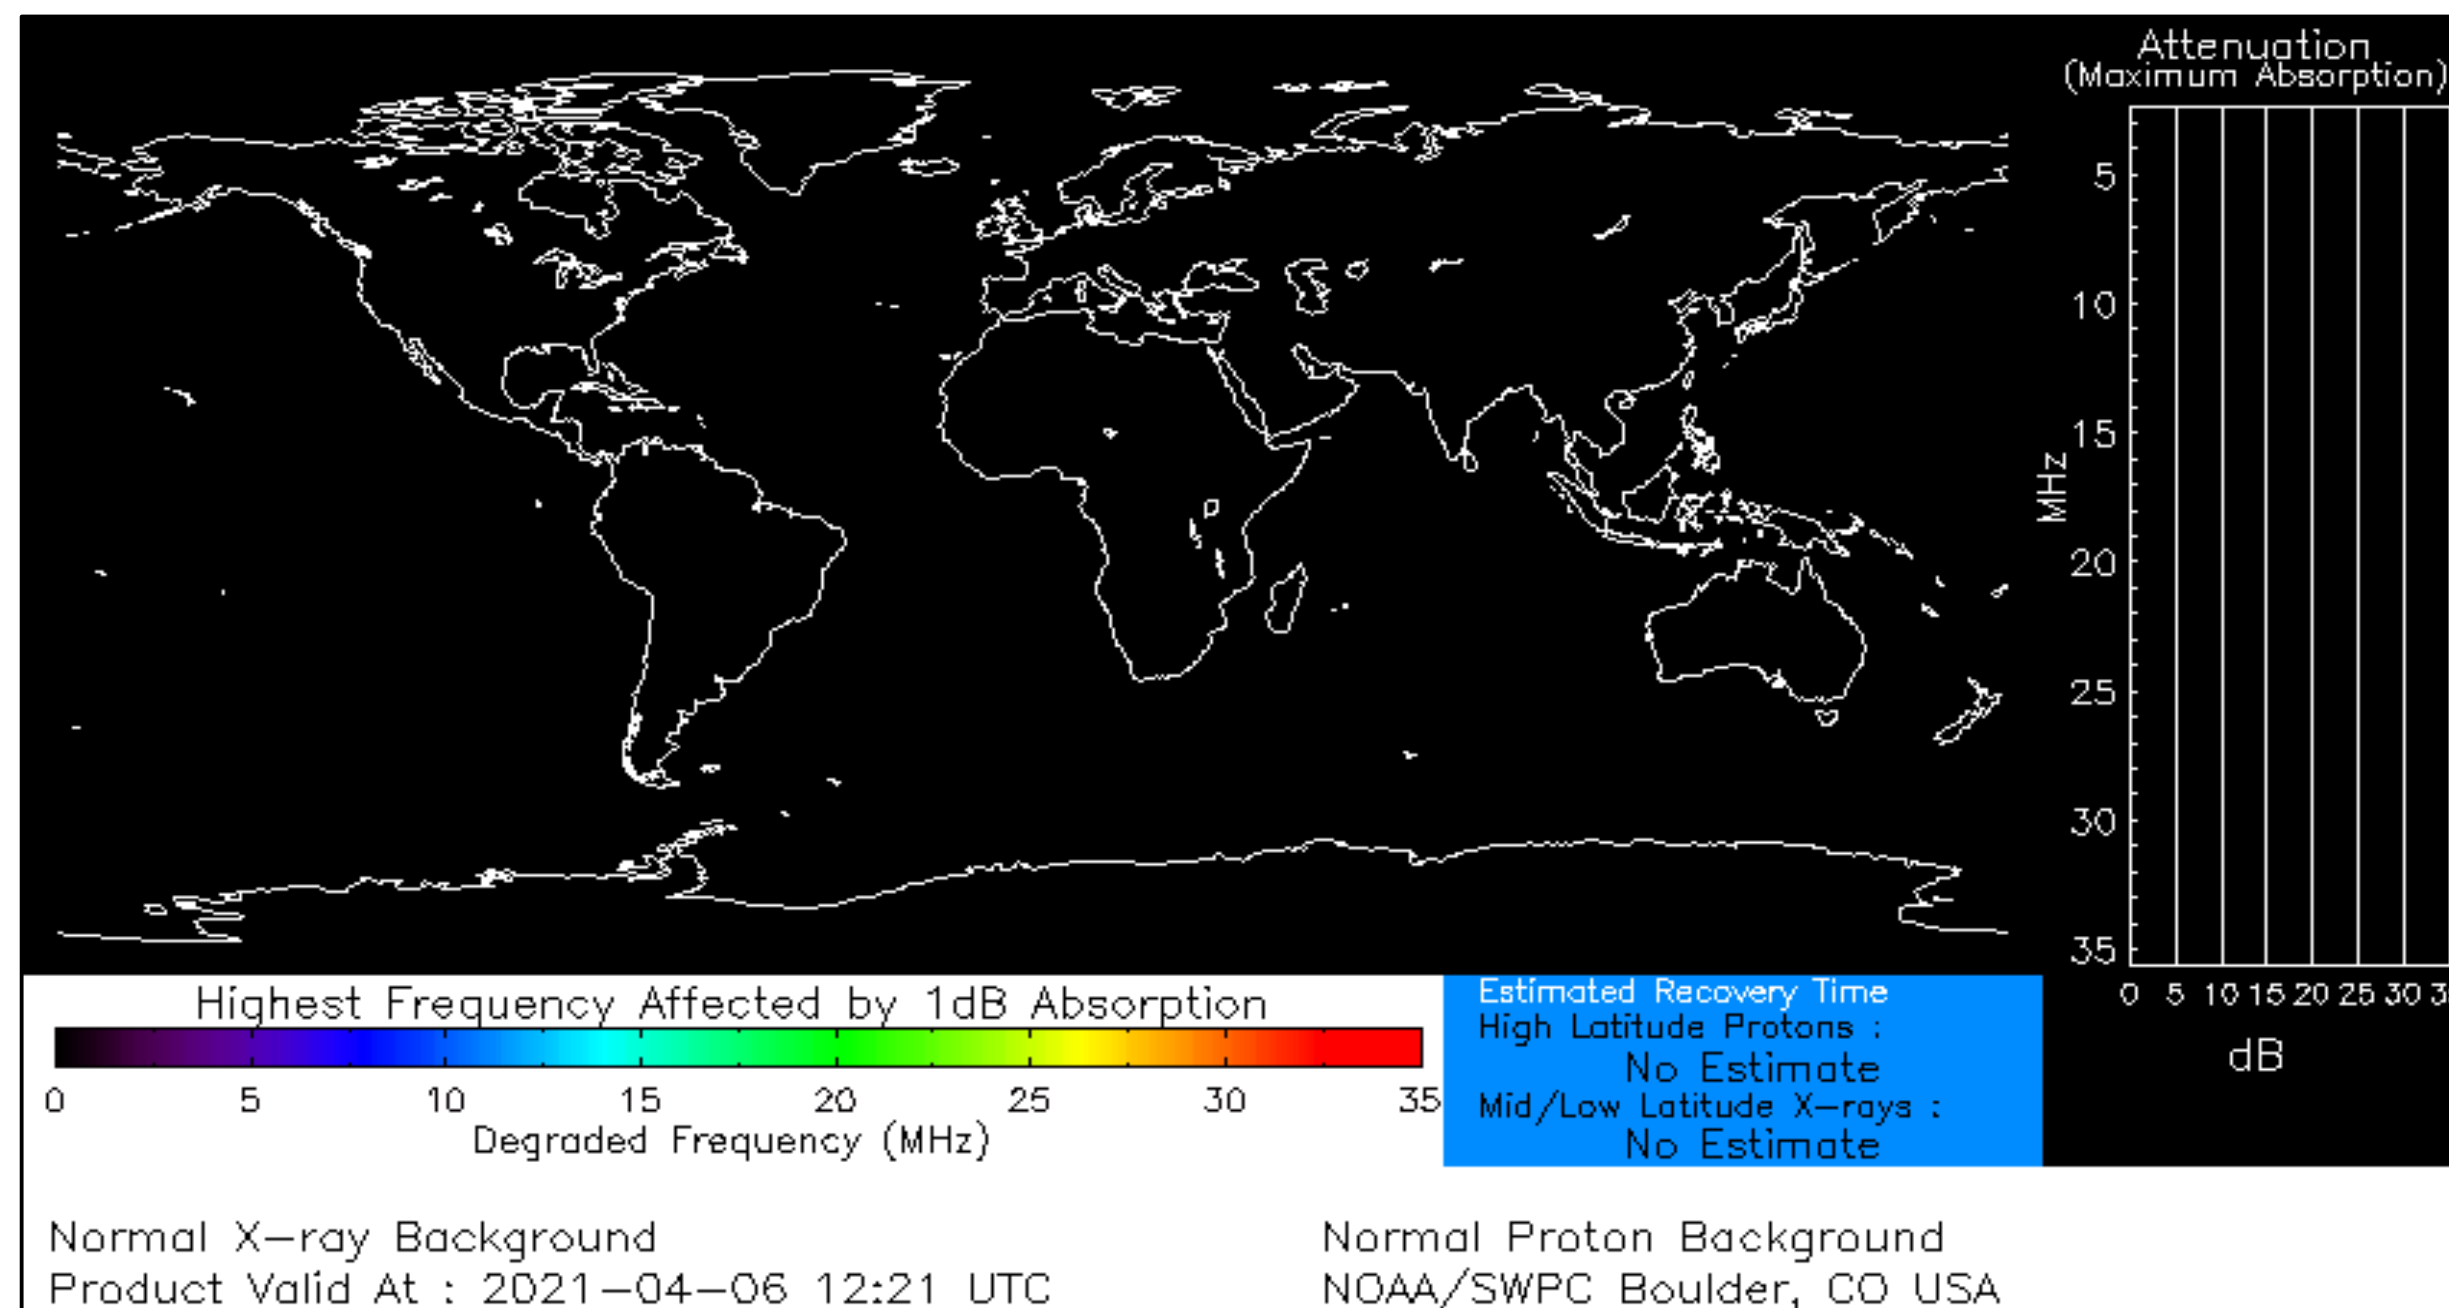 Attenuation
(Maximum Absorption)
5
10
15
20
25
30
35
MHz
0 5 10 15 20 25 30
dB
Highest Frequency Affected by 1dB Absorption
0 5 10 15 20 25 30 35
Degraded Frequency (MHz)
Estimated Recovery Time
High Latitude Protons :
No Estimate
Mid/Low Latitude X-rays :
No Estimate
Normal X-ray Background
Normal Proton Background
Product Valid At : 2021-04-06 12:21 UTC
NOAA/SWPC Boulder, CO USA